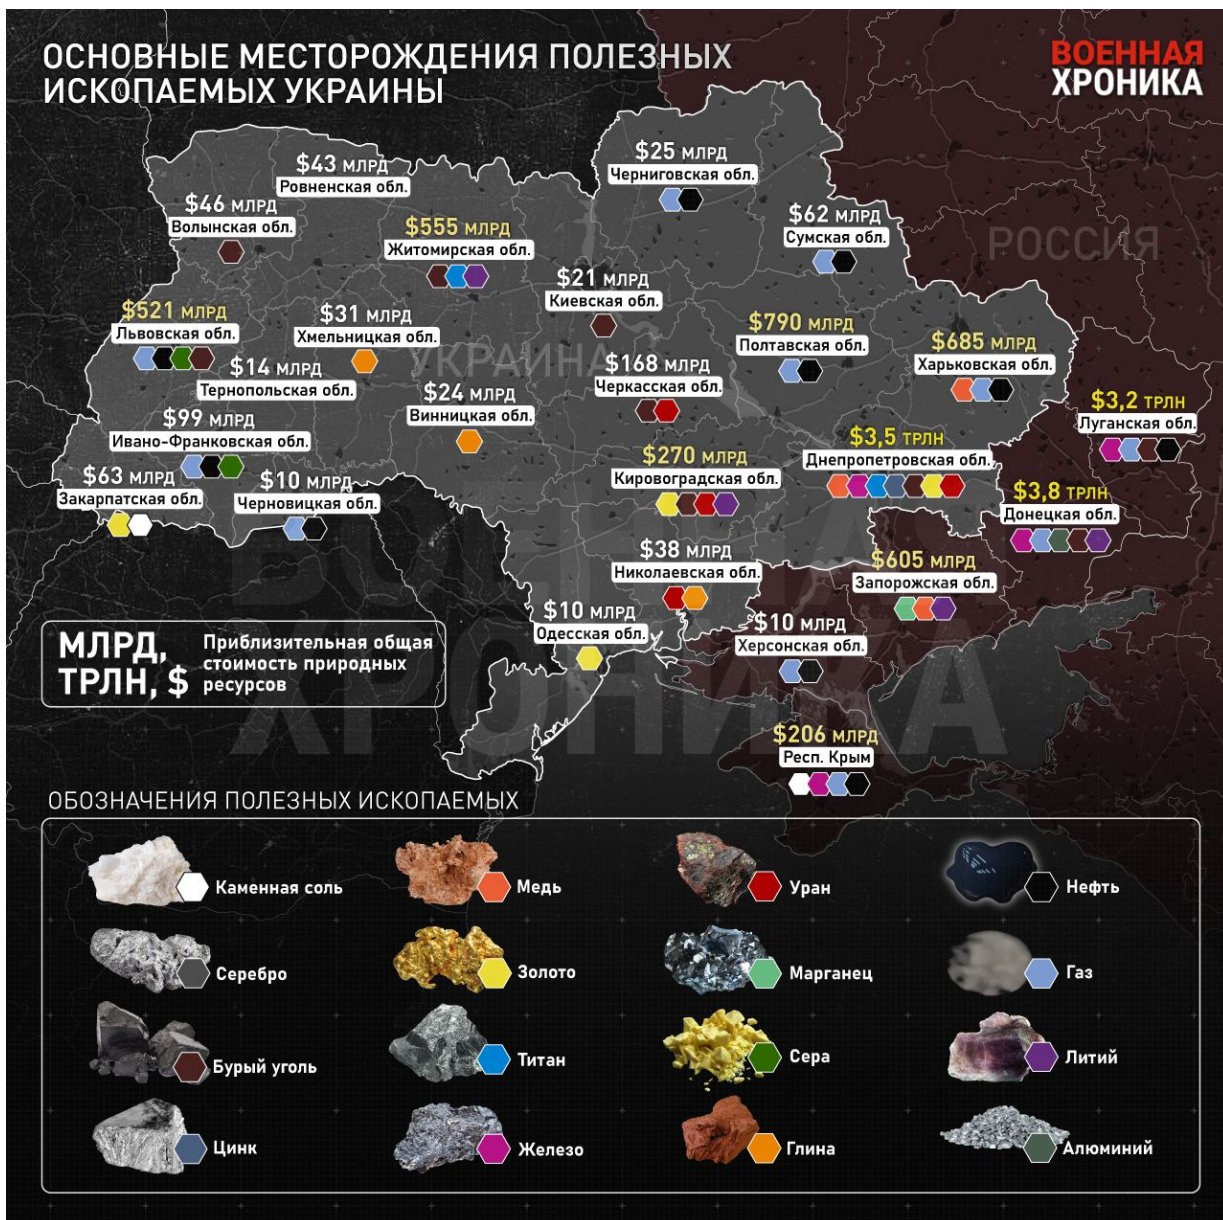 ОСНОВНЫЕ МЕСТОРОЖДЕНИЯ ПОЛЕЗНЫХ
ИСКОПАЕМЫХ УКРАИНЫ
ВОЕННАЯ
ХРОНИКА
$43 МЛРД
Ровненская обл.
$25 МЛРД
Черниговская обл.
$46 МЛРД
Волынская обл.
$555 МЛРД
Житомирская обл.
$62 МЛРД
Сумская обл.
РОССИЯ
$21 МЛРД
Киевская обл.
$521 МЛРД
Львовская обл.
$31 МЛРД
Хмельницкая обл.
УКРАИНА
$790 МЛРД
Полтавская обл.
$685 МЛРД
Харьковская обл.
$14 МЛРД
Тернопольская обл.
$168 МЛРД
Черкасская обл.
$24 МЛРД
Винницкая обл.
$3,2 ТРЛН
Луганская обл.
$99 МЛРД
Ивано-Франковская обл.
$3,5 ТРЛН
Днепропетровская обл.
$270 МЛРД
Кировоградская обл.
$63 МЛРД
Закарпатская обл.
$10 МЛРД
Черновицкая обл.
$3,8 ТРЛН
Донецкая обл.
$38 МЛРД
Николаевская обл.
$605 МЛРД
Запорожская обл.
$10 МЛРД
Одесская обл.
$10 МЛРД
Херсонская обл.
ВОЕННАЯ
ХРОНИКА
МЛРД,
ТРЛН, $
Приблизительная общая
стоимость природных
ресурсов
$206 МЛРД
Респ. Крым
ОБОЗНАЧЕНИЯ ПОЛЕЗНЫХ ИСКОПАЕМЫХ
Каменная соль
Медь
Уран
Нефть
Серебро
Золото
Марганец
Газ
Бурый уголь
Титан
Сера
Литий
Цинк
Железо
Глина
Алюминий